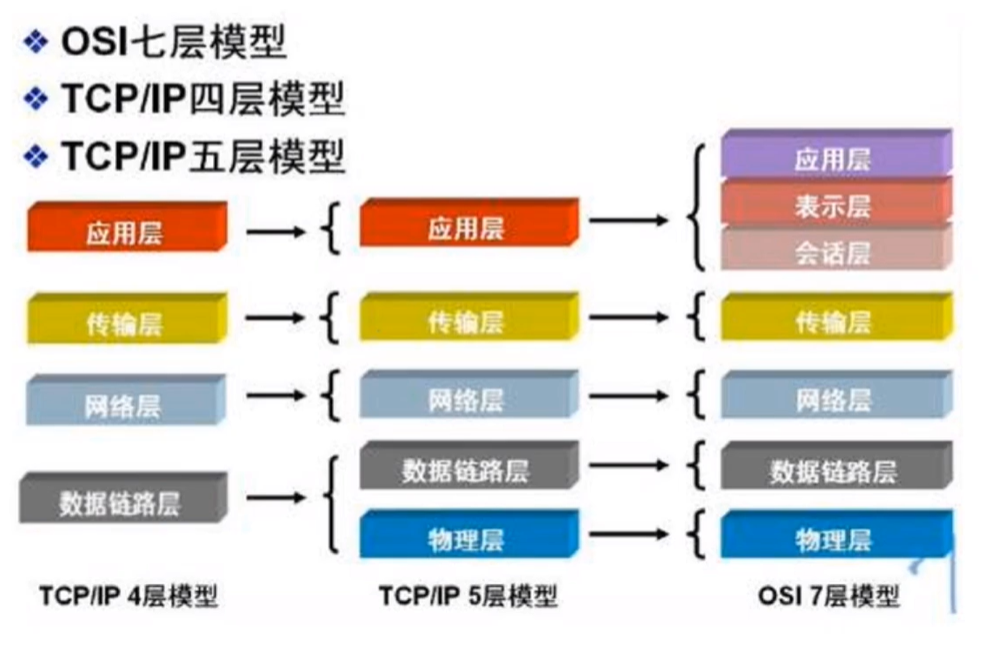 OSI七层模型
TCP/IP四层模型
TCP/IP五层模型
应用层
传输层
网络层
数据链路层
TCP/IP 4层模型
应用层
传输层
网络层
数据链路层
物理层
TCP/IP 5层模型
应用层
表示层
会话层
传输层
网络层
数据链路层
物理层
OSI 7层模型